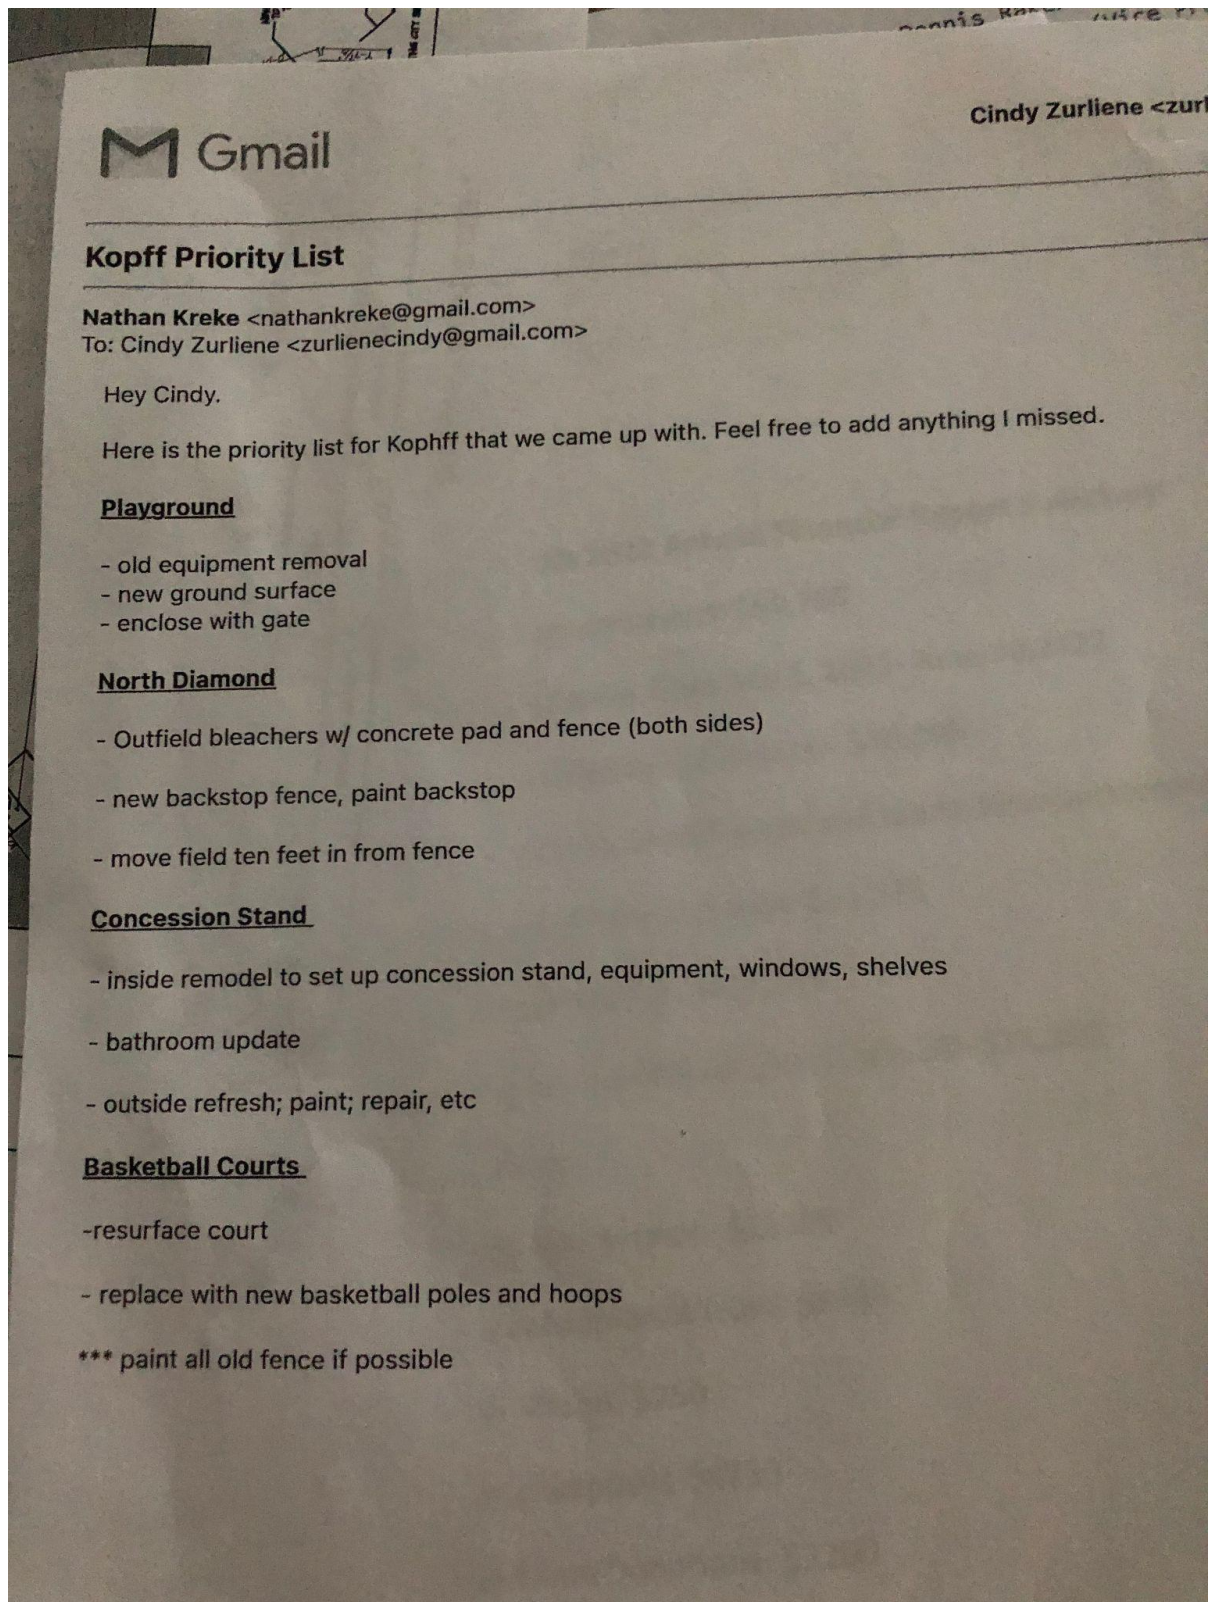 Cindy Zurliene <zurl
Gmail
Kopff Priority List
Nathan Kreke <nathankreke@gmail.com>
To: Cindy Zurliene <zurlienecindy@gmail.com>
Hey Cindy.
Here is the priority list for Kophff that we came up with. Feel free to add anything I missed.
Playground
- old equipment removal
- new ground surface
- enclose with gate
North Diamond
- Outfield bleachers w/ concrete pad and fence (both sides)
- new backstop fence, paint backstop
- move field ten feet in from fence
Concession Stand
- inside remodel to set up concession stand, equipment, windows, shelves
- bathroom update
- outside refresh; paint; repair, etc
Basketball Courts
-resurface court
- replace with new basketball poles and hoops
*** paint all old fence if possible